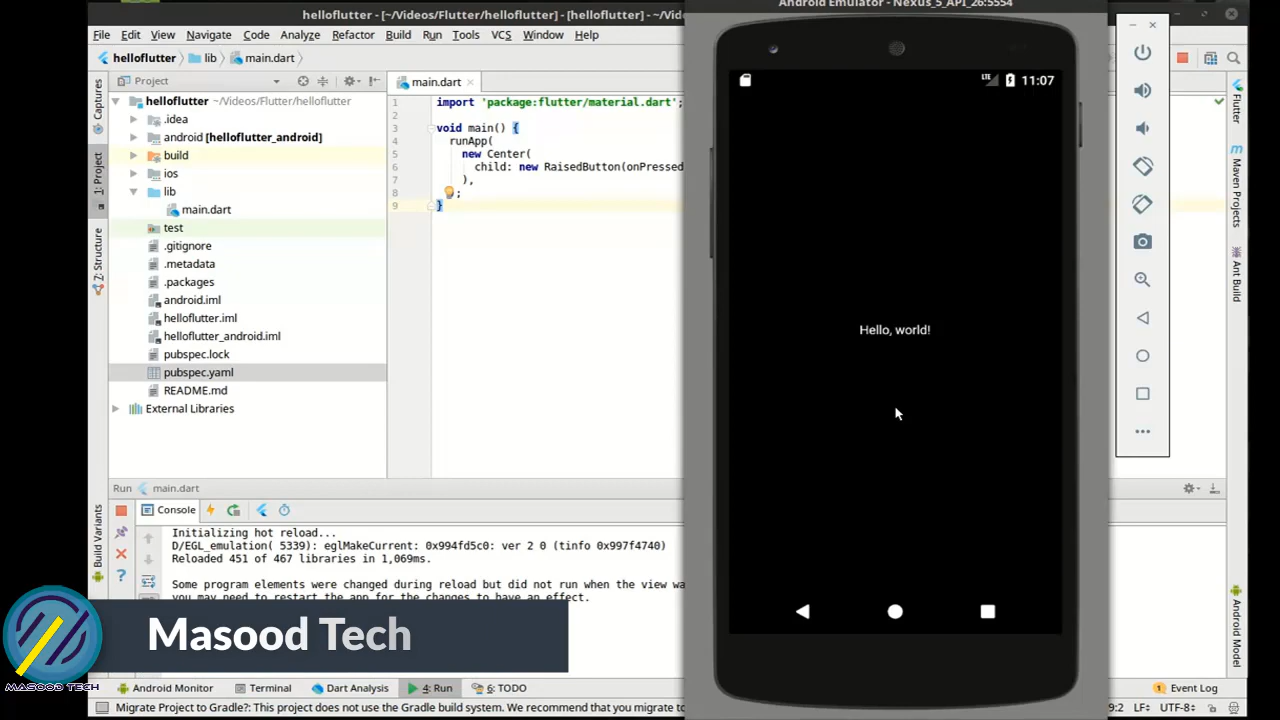 Android Emulator - Nexus_5_API_26:5554
helloflutter - [~/Videos/Flutter/helloflutter] - [helloflutter] - ~/Vide
File Edit View Navigate Code Analyze Refactor Build Run Tools VCS Window Help
helloflutter lib main.dart
Project
main.dart
helloflutter ~/Videos/Flutter/helloflutter
.idea
android [helloflutter_android]
build
ios
lib
main.dart
test
.gitignore
.metadata
.packages
android.iml
helloflutter.iml
helloflutter_android.iml
pubspec.lock
pubspec.yaml
README.md
External Libraries
Captures
1: Project
7: Structure
Build Variants
1 import 'package:flutter/material.dart';
2
3 void main() {
4 runApp(
5 new Center(
6 child: new RaisedButton(onPressed
7 ),
8 ;
9 }
LTE 11:07
Hello, world!
Flutter
Maven Projects
Ant Build
Android Model
Run main.dart
Console
Initializing hot reload...
D/EGL_emulation( 5339): eglMakeCurrent: 0x994fd5c0: ver 2 0 (tinfo 0x997f4740)
Reloaded 451 of 467 libraries in 1,069ms.
Some program elements were changed during reload but did not run when the view wa
you may need to restart the app for the changes to have an effect.
Masood Tech
MASOOD TECH
Android Monitor Terminal Dart Analysis 4: Run 6: TODO 1 Event Log
Migrate Project to Gradle?: This project does not use the Gradle build system. We recommend that you migrate to 9:2 LF UTF-8